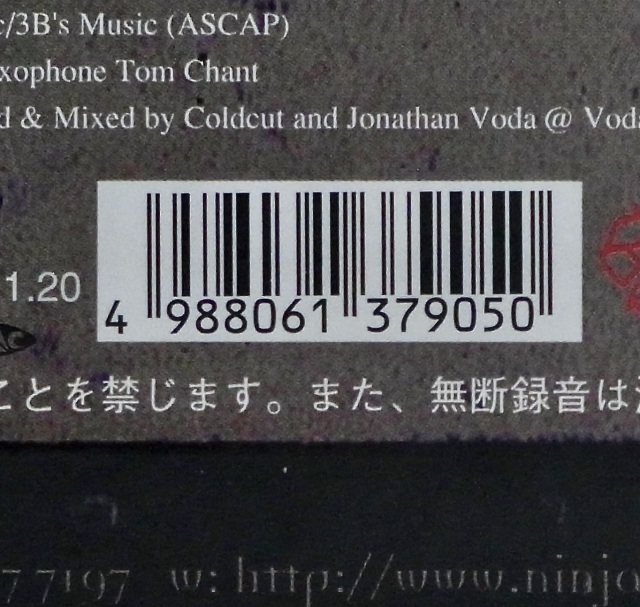 c/3B's Music (ASCAP)
xophone Tom Chant
d & Mixed by Coldcut and Jonathan Voda @ Voda
1.20
4 988061 379050
ことを禁じます。また、無断録音は
7 7197 w: http://www.ninj